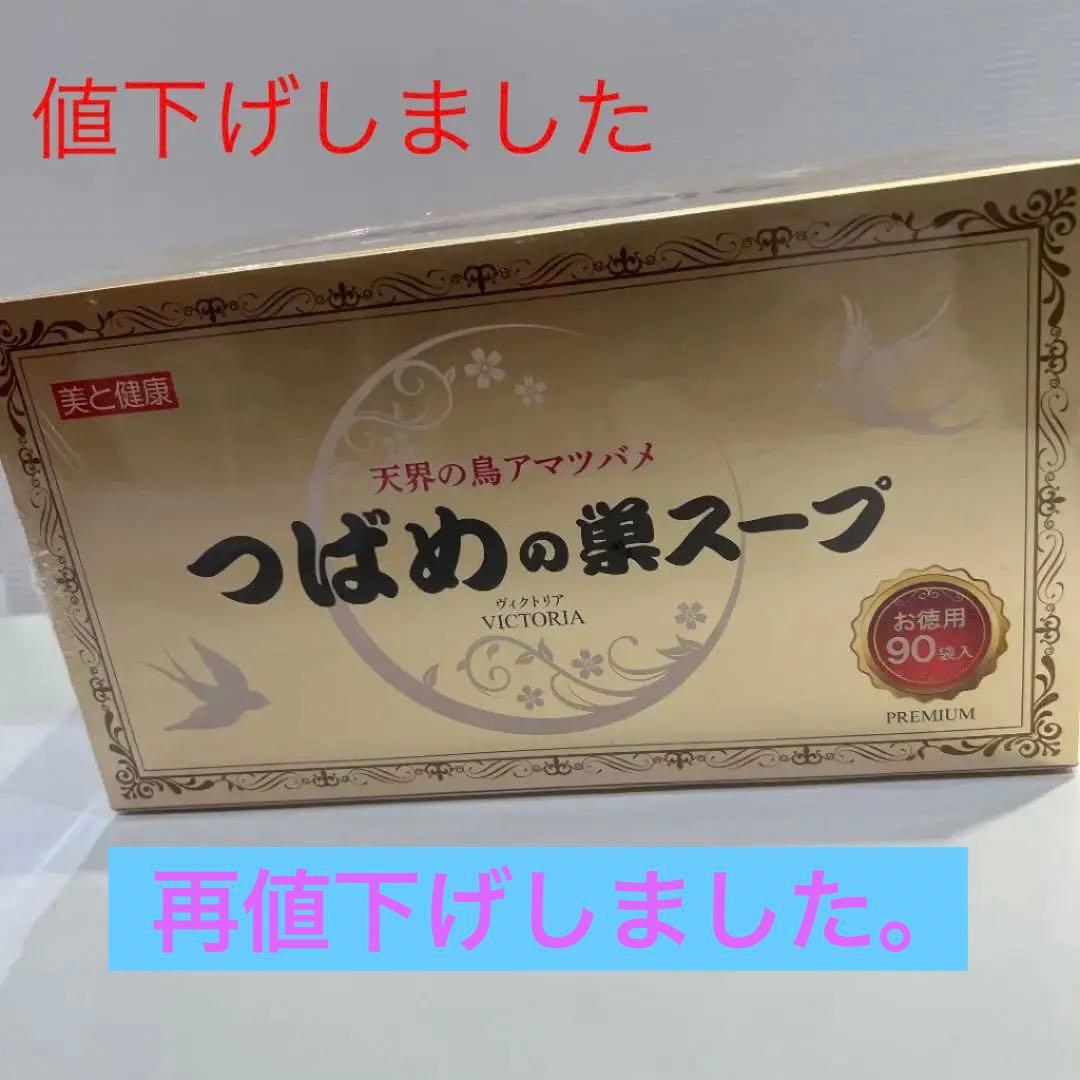 値下げしました
美と健康
天界の鳥アマツバメ
つばめの巣スープ
ヴィクトリア
VICTORIA
お徳用
90袋入
PREMIUM
再値下げしました。